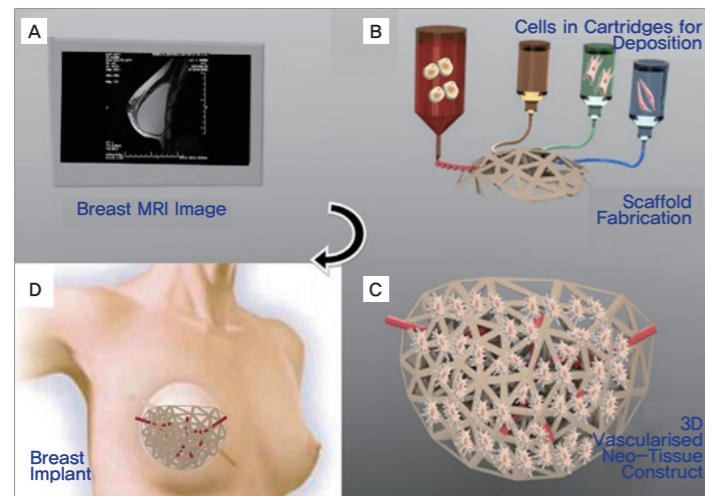 A
Breast MRI Image
B
Cells in Cartridges for
Deposition
Scaffold
Fabrication
D
Breast
Implant
C
3D
Vascularised
Neo-Tissue
Construct